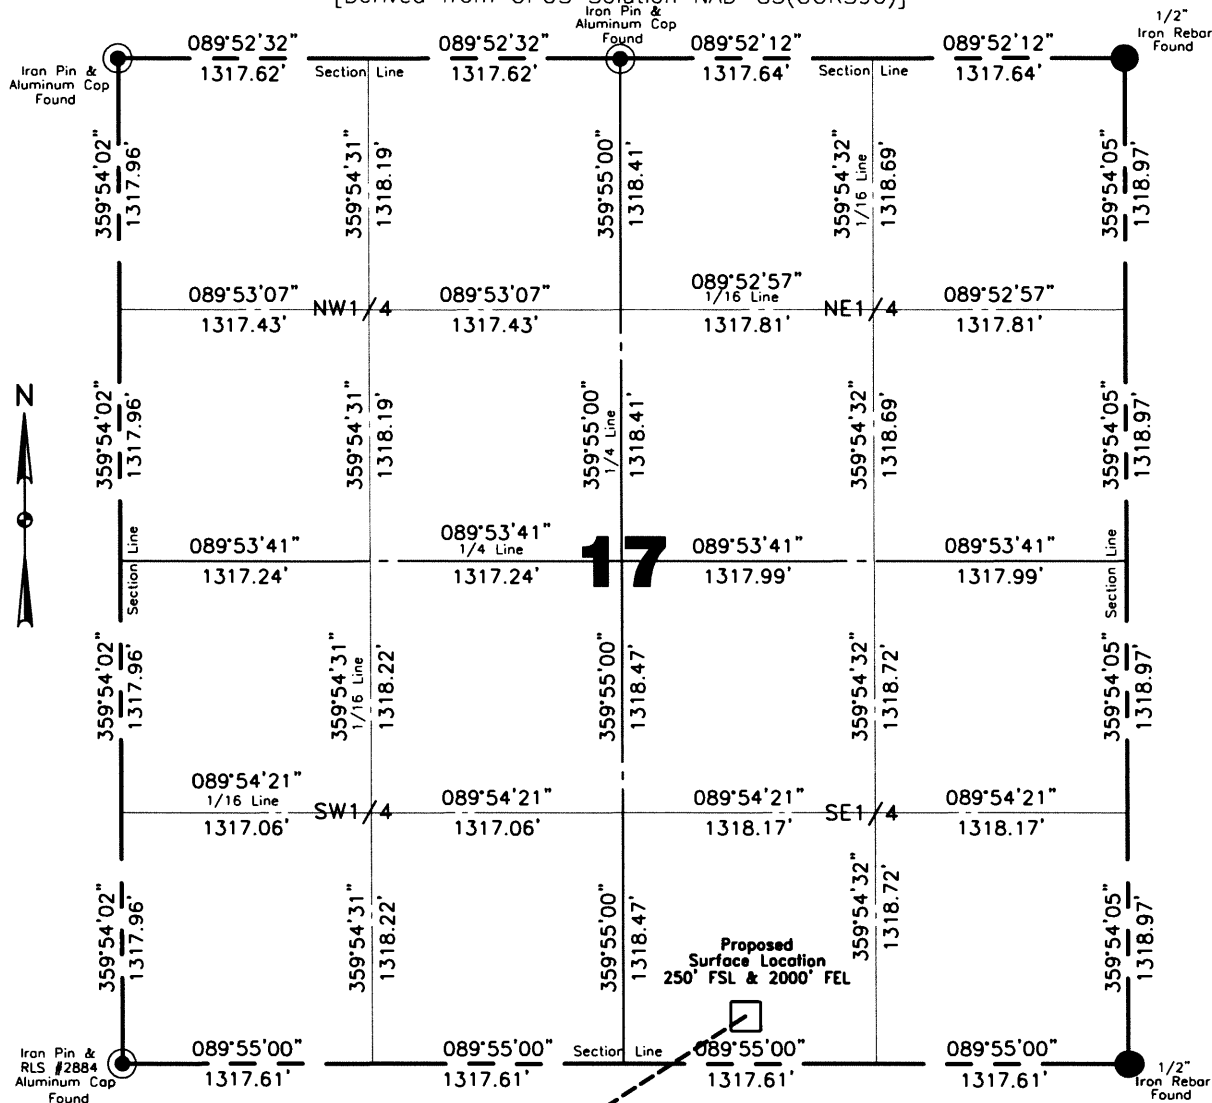 [Derived from OPUS Solution NAD-83(CORS96)]
Iron Pin &
Aluminum Cop
Found
1/2"
Iron Rebar
Found
089°52'32" 089°52'32" 089°52'12" 089°52'12"
Iron Pin &
Aluminum Cop
Found
1317.62' Section Line 1317.62' 1317.64' Section Line 1317.64'
359°54'02" 1317.96' 359°54'31" 1318.19' 359°55'00" 1318.41' 359°54'32" 1/16 Line 1318.69' 359°54'05" 1318.97'
089°53'07" 089°53'07" 089°52'57" 089°52'57"
1/16 Line
NW1/4 NE1/4
1317.43' 1317.43' 1317.81' 1317.81'
N
359°54'02" 1317.96' 359°54'31" 1318.19' 359°55'00" 1/4 Line 1318.41' 359°54'32" 1318.69' 359°54'05" 1318.97'
089°53'41" 089°53'41" 089°53'41" 089°53'41"
1/4 Line
17
Section Line
Section Line
1317.24' 1317.24' 1317.99' 1317.99'
359°54'02" 1317.96' 359°54'31" 1/16 Line 1318.22' 359°55'00" 1318.47' 359°54'32" 1318.72' 359°54'05" 1318.97'
089°54'21" 089°54'21" 089°54'21" 089°54'21"
1/16 Line
SW1/4 SE1/4
1317.06' 1317.06' 1318.17' 1318.17'
359°54'02" 1317.96' 359°54'31" 1318.22' 359°55'00" 1318.47' 359°54'32" 1318.72' 359°54'05" 1318.97'
Proposed
Surface Location
250' FSL & 2000' FEL
089°55'00" 089°55'00" Section Line 089°55'00" 089°55'00"
1317.61' 1317.61' 1317.61' 1317.61'
Iron Pin &
RLS #2884
Aluminum Cap
Found
1/2"
Iron Rebar
Found